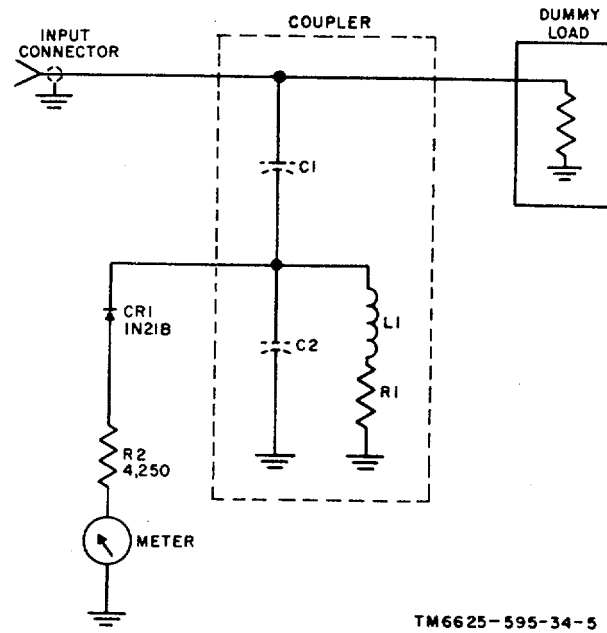 COUPLER
DUMMY
LOAD
INPUT
CONNECTOR
C1
CR1
1N21B
C2
L1
R1
R2
4,250
METER
TM6625-595-34-5